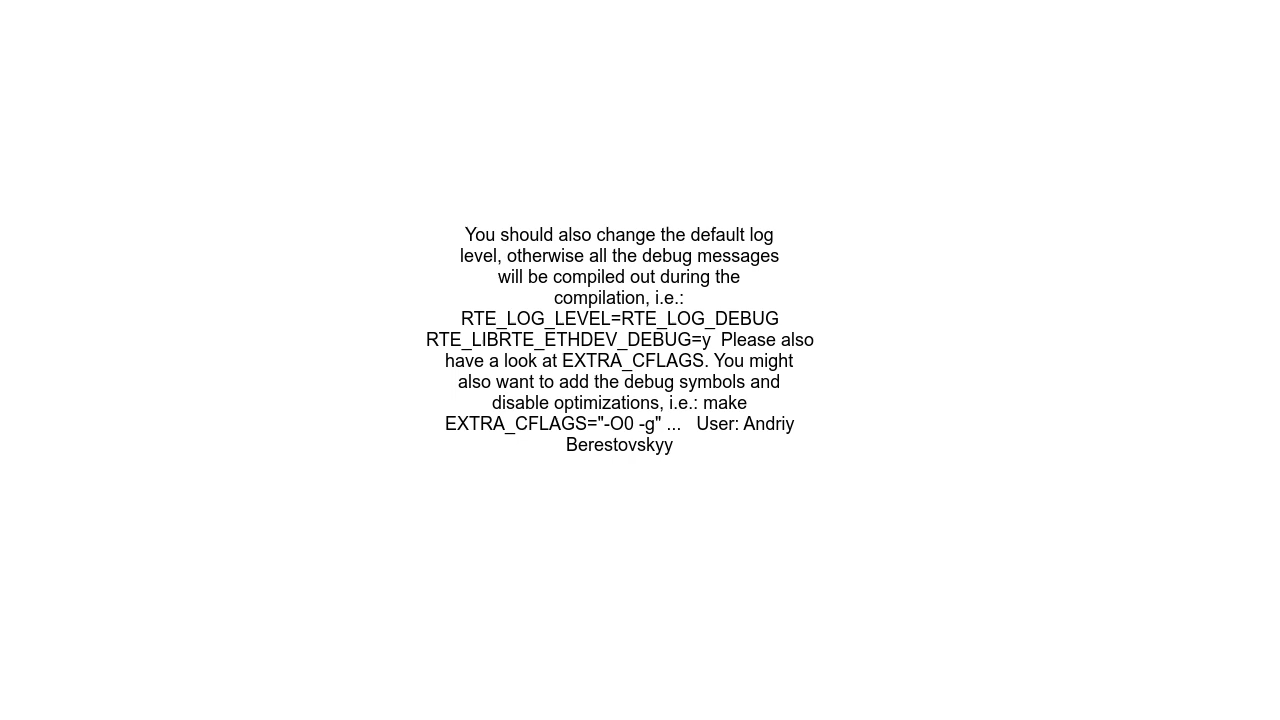 You should also change the default log
level, otherwise all the debug messages
will be compiled out during the
compilation, i.e.:
RTE_LOG_LEVEL=RTE_LOG_DEBUG
RTE_LIBRTE_ETHDEV_DEBUG=y  Please also
have a look at EXTRA_CFLAGS. You might
also want to add the debug symbols and
disable optimizations, i.e.: make
EXTRA_CFLAGS="-O0 -g" ...   User: Andriy
Berestovskyy